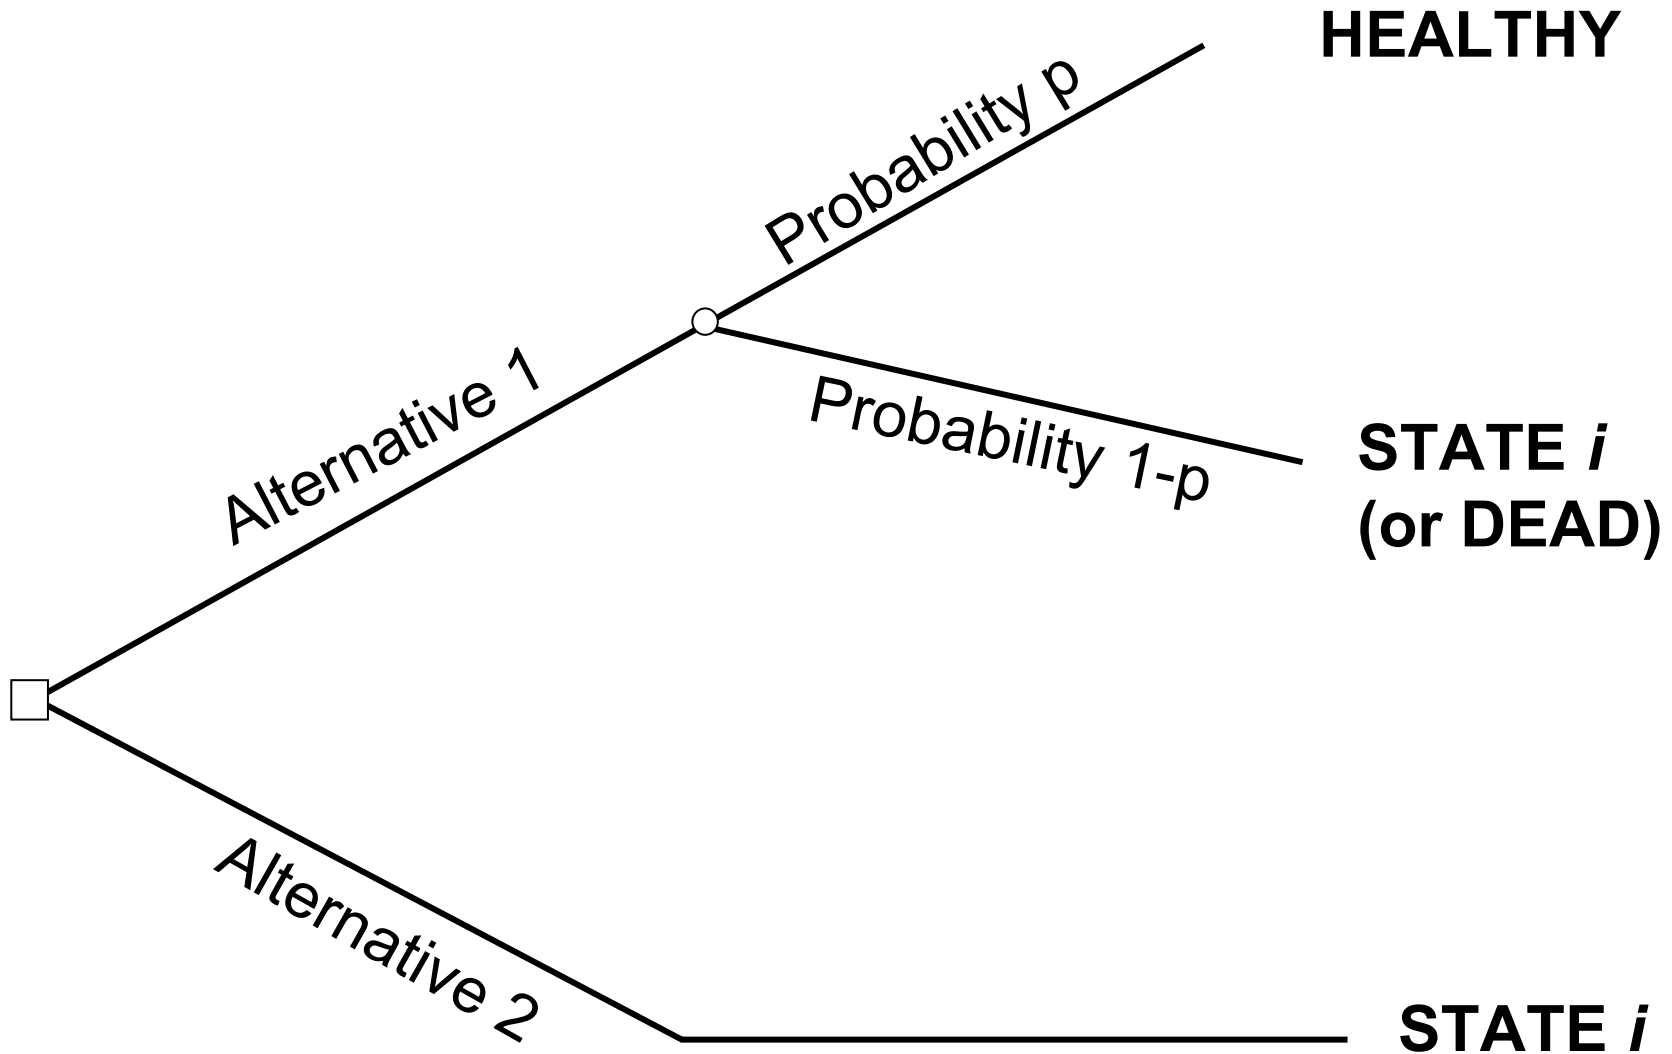 HEALTHY
Probability p
Alternative 1
Probability 1-p
STATE i
(or DEAD)
Alternative 2
STATE i